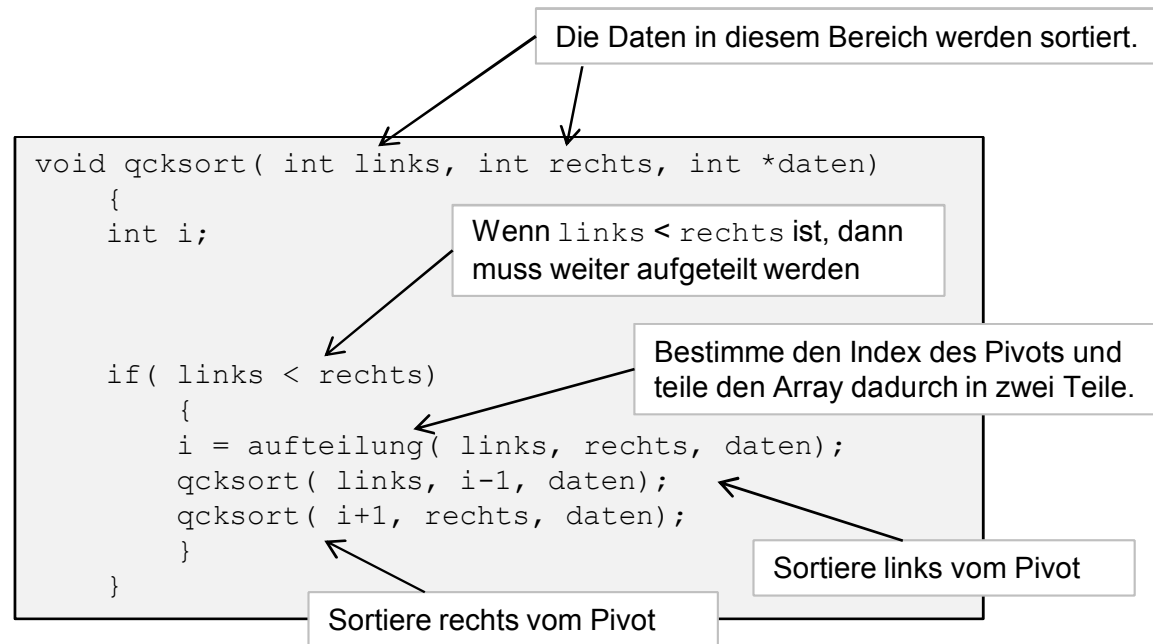 Die Daten in diesem Bereich werden sortiert.
void qcksort( int links, int rechts, int *daten)
{
int i;
Wenn links < rechts ist, dann
muss weiter aufgeteilt werden
if( links < rechts)
Bestimme den Index des Pivots und
teile den Array dadurch in zwei Teile.
{
i = aufteilung( links, rechts, daten);
qcksort( links, i-1, daten);
qcksort( i+1, rechts, daten);
}
Sortiere links vom Pivot
}
Sortiere rechts vom Pivot